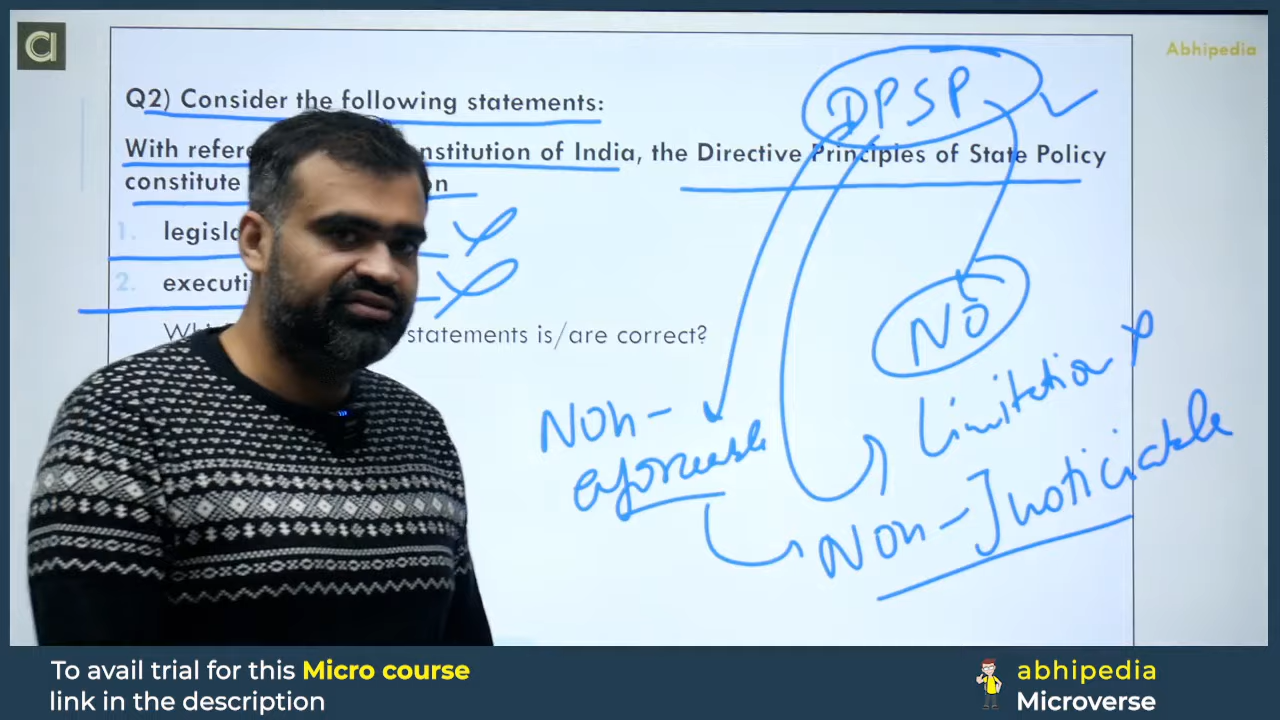 Abhipedia
Q2) Consider the following statements:
With refere nstitution of India, the Directive Principles of State Policy
constitute on
1. legisla
2. executi
statements is/are correct?
DPSP
NO
Limitation
Non-
Non-Justiciable
To avail trial for this Micro course
link in the description
abhipedia
Microverse